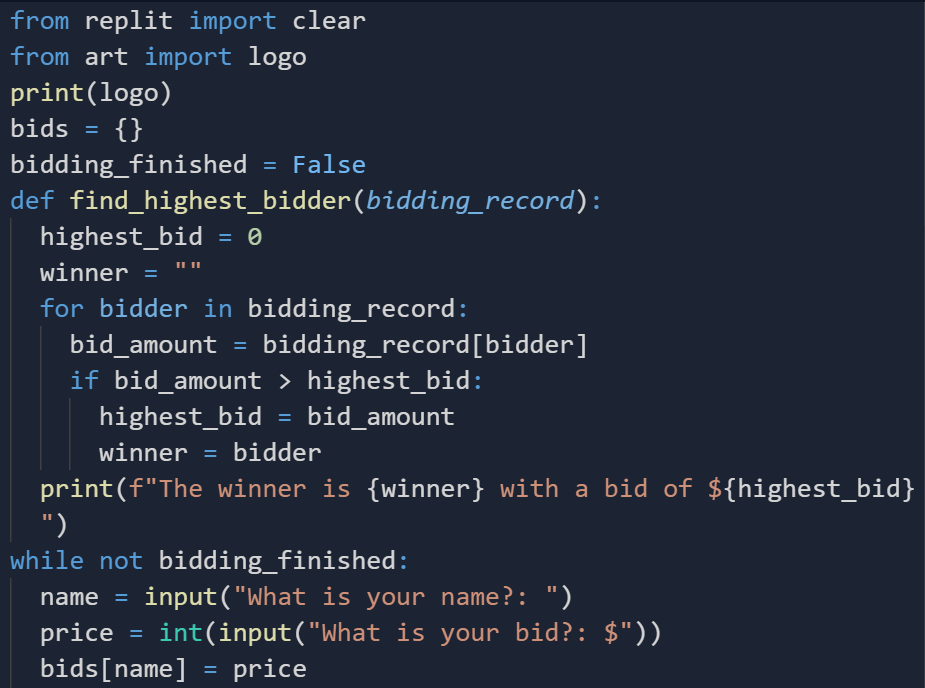 from replit import clear
from art import logo
print(logo)
bids = {}
bidding_finished = False
def find_highest_bidder(bidding_record):
  highest_bid = 0
  winner = ""
  for bidder in bidding_record:
    bid_amount = bidding_record[bidder]
    if bid_amount > highest_bid:
      highest_bid = bid_amount
      winner = bidder
  print(f"The winner is {winner} with a bid of ${highest_bid}
  ")
while not bidding_finished:
  name = input("What is your name?: ")
  price = int(input("What is your bid?: $"))
  bids[name] = price